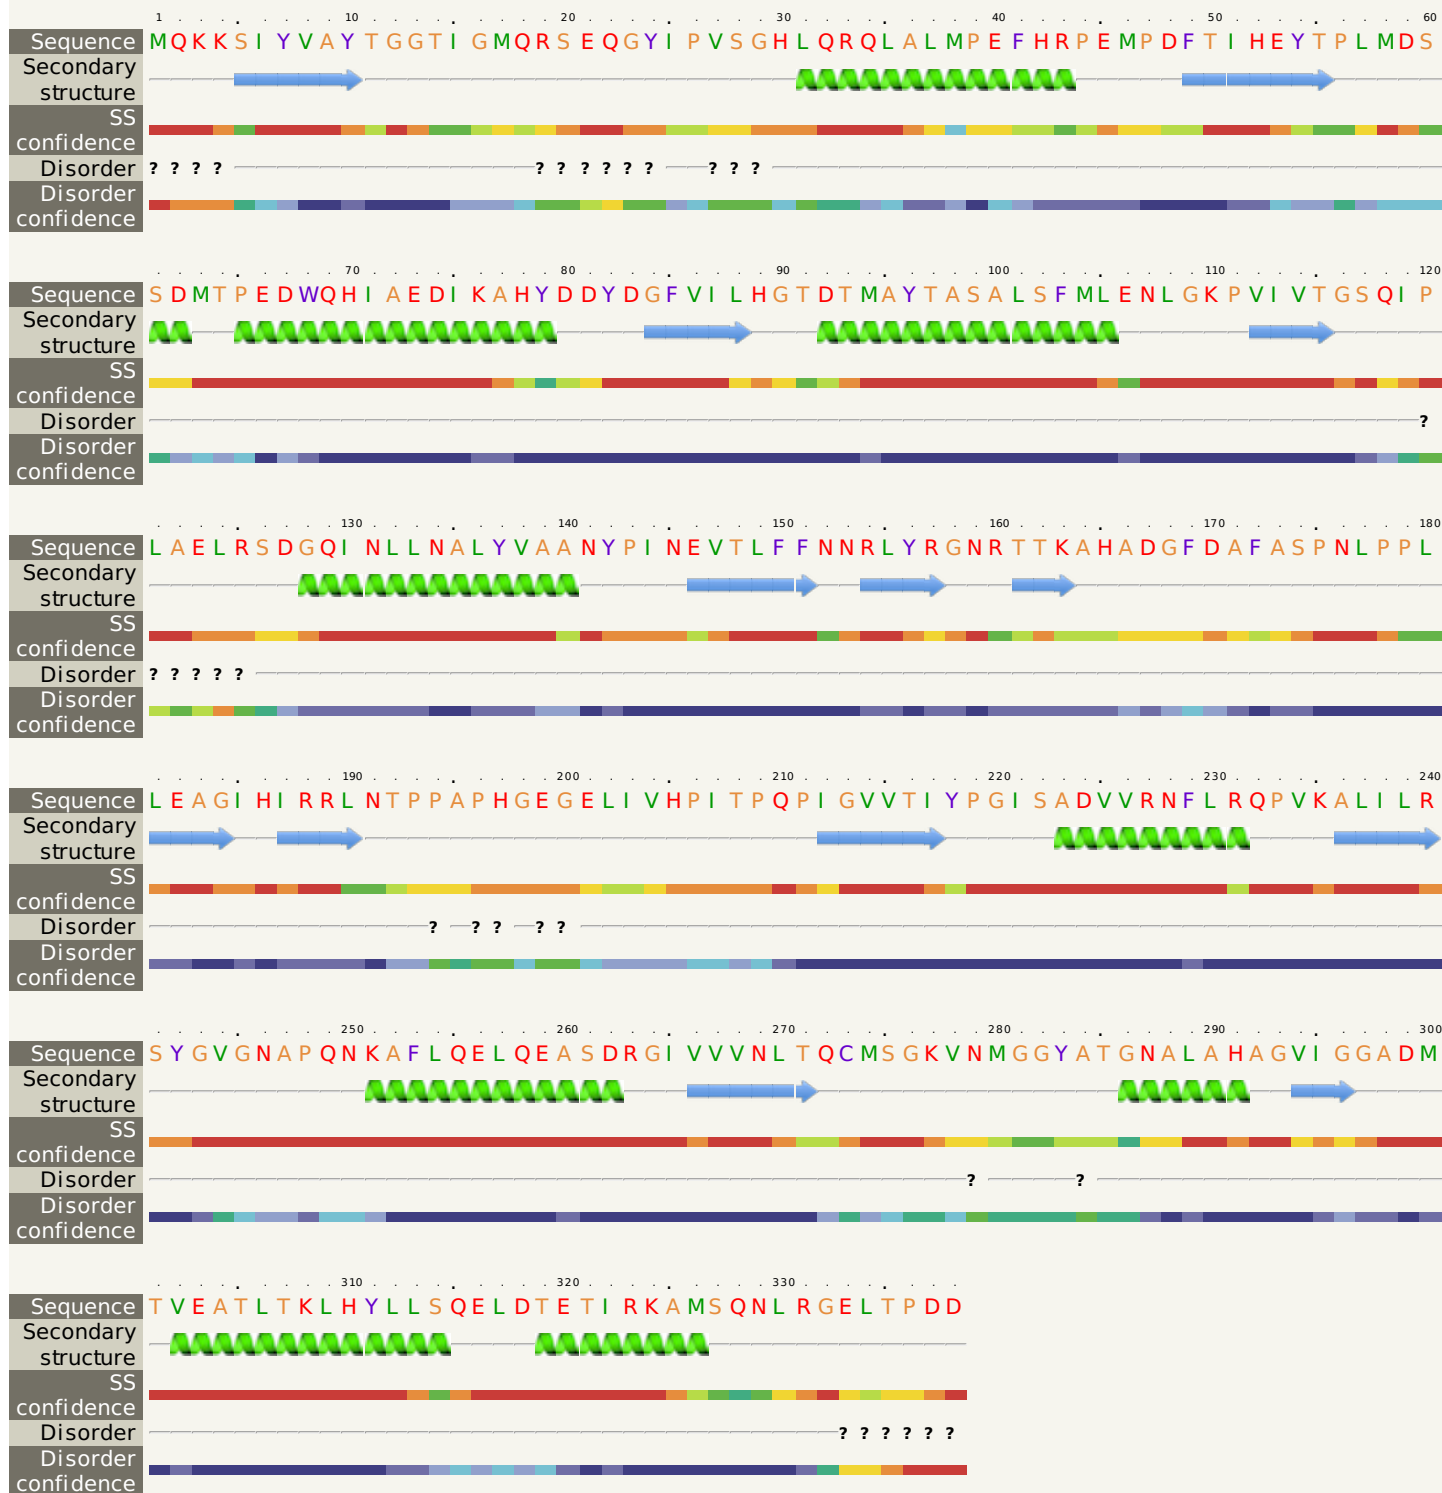 1 10 20 30 40 50 60
Sequence MQKKSIYVAYTGGTIGMQRSEQGYIPVSGHLQRQLALMPEFHRPEMPDFTIHEYTPLMDS
Secondary
structure
SS
confidence
Disorder ? ? ? ? ? ? ? ? ? ? ? ? ?
Disorder
confidence
70 80 90 100 110 120
Sequence SDMTPEDWQHIAEDIKAHYDDYDGFVILHGTDTMAYTASALSFMLENLGKPVIVTGSQIP
Secondary
structure
SS
confidence
Disorder ?
Disorder
confidence
130 140 150 160 170 180
Sequence LAELRSDGQINLLNALYVAANYPINEVTLFFNNRLYRGNRTTKAHADGFDAFASPNLPPL
Secondary
structure
SS
confidence
Disorder ? ? ? ? ?
Disorder
confidence
190 200 210 220 230 240
Sequence LEAGIHIRRLNTPPAPHGEGELIVHPITPQPIGVVTIYPGISADVVRNFLRQPVKALILR
Secondary
structure
SS
confidence
Disorder ? ? ? ? ?
Disorder
confidence
250 260 270 280 290 300
Sequence SYGVGNAPQNKAFLQELQEASDRGIVVVNLTQCMSGKVNMGGYATGNALAHAGVIGGADM
Secondary
structure
SS
confidence
Disorder ? ?
Disorder
confidence
310 320 330
Sequence TVEATLTKLHYLLSQELDTETIRKAMSQNLRGELTPDD
Secondary
structure
SS
confidence
Disorder ? ? ? ? ? ?
Disorder
confidence